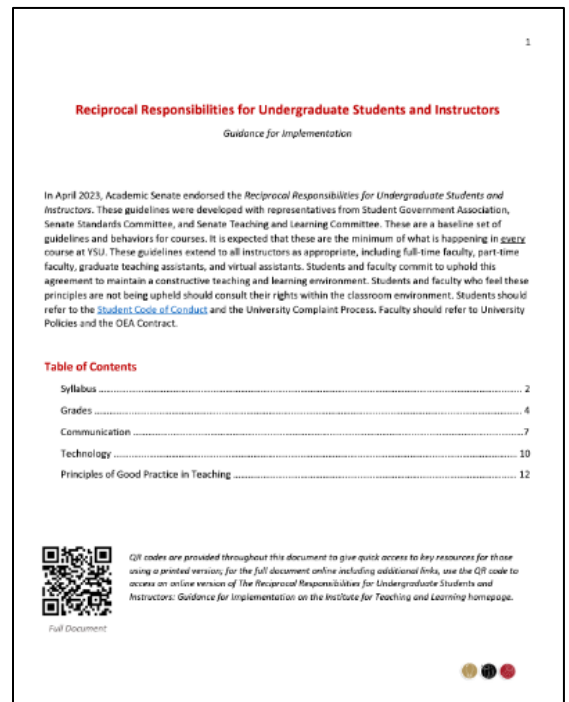 1
Reciprocal Responsibilities for Undergraduate Students and Instructors
Guidance for Implementation
In April 2023, Academic Senate endorsed the Reciprocal Responsibilities for Undergraduate Students and
Instructors. These guidelines were developed with representatives from Student Government Association,
Senate Standards Committee, and Senate Teaching and Learning Committee. These are a baseline set of
guidelines and behaviors for courses. It is expected that these are the minimum of what is happening in every
course at YSU. These guidelines extend to all instructors as appropriate, including full-time faculty, part-time
faculty, graduate teaching assistants, and virtual assistants. Students and faculty commit to uphold this
agreement to maintain a constructive teaching and learning environment. Students and faculty who feel these
principles are not being upheld should consult their rights within the classroom environment. Students should
refer to the Student Code of Conduct and the University Complaint Process. Faculty should refer to University
Policies and the OEA Contract.
Table of Contents
Syllabus ........ 2
Grades ........ 4
Communication ........ 7
Technology ........ 10
Principles of Good Practice in Teaching ........ 12
QR codes are provided throughout this document to give quick access to key resources for those
using a printed version; for the full document online including additional links, use the QR code to
access an online version of The Reciprocal Responsibilities for Undergraduate Students and
Instructors: Guidance for Implementation on the Institute for Teaching and Learning homepage.
Full Document